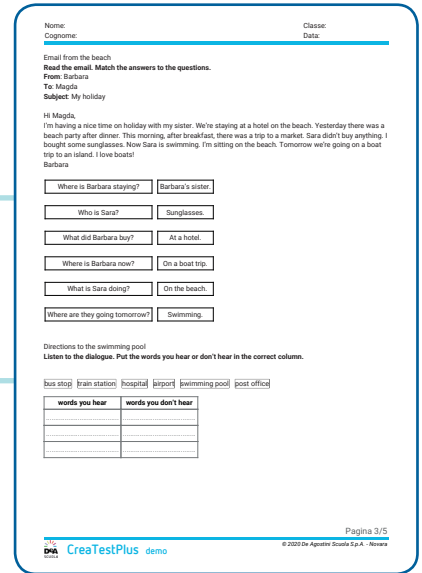 Nome: Classe:
Cognome: Data:
Email from the beach
Read the email. Match the answers to the questions.
From: Barbara
To: Magda
Subject: My holiday
Hi Magda,
I'm having a nice time on holiday with my sister. We're staying at a hotel on the beach. Yesterday there was a
beach party after dinner. This morning, after breakfast, there was a trip to a market. Sara didn't buy anything. I
bought some sunglasses. Now Sara is swimming. I'm sitting on the beach. Tomorrow we're going on a boat
trip to an island. I love boats!
Barbara
Where is Barbara staying? Barbara's sister.
Who is Sara? Sunglasses.
What did Barbara buy? At a hotel.
Where is Barbara now? On a boat trip.
What is Sara doing? On the beach.
Where are they going tomorrow? Swimming.
Directions to the swimming pool
Listen to the dialogue. Put the words you hear or don't hear in the correct column.
bus stop train station hospital airport swimming pool post office
words you hear words you don't hear
Pagina 3/5
© 2020 De Agostini Scuola S.p.A. - Novara
DeA SCUOLA CreaTestPlus demo